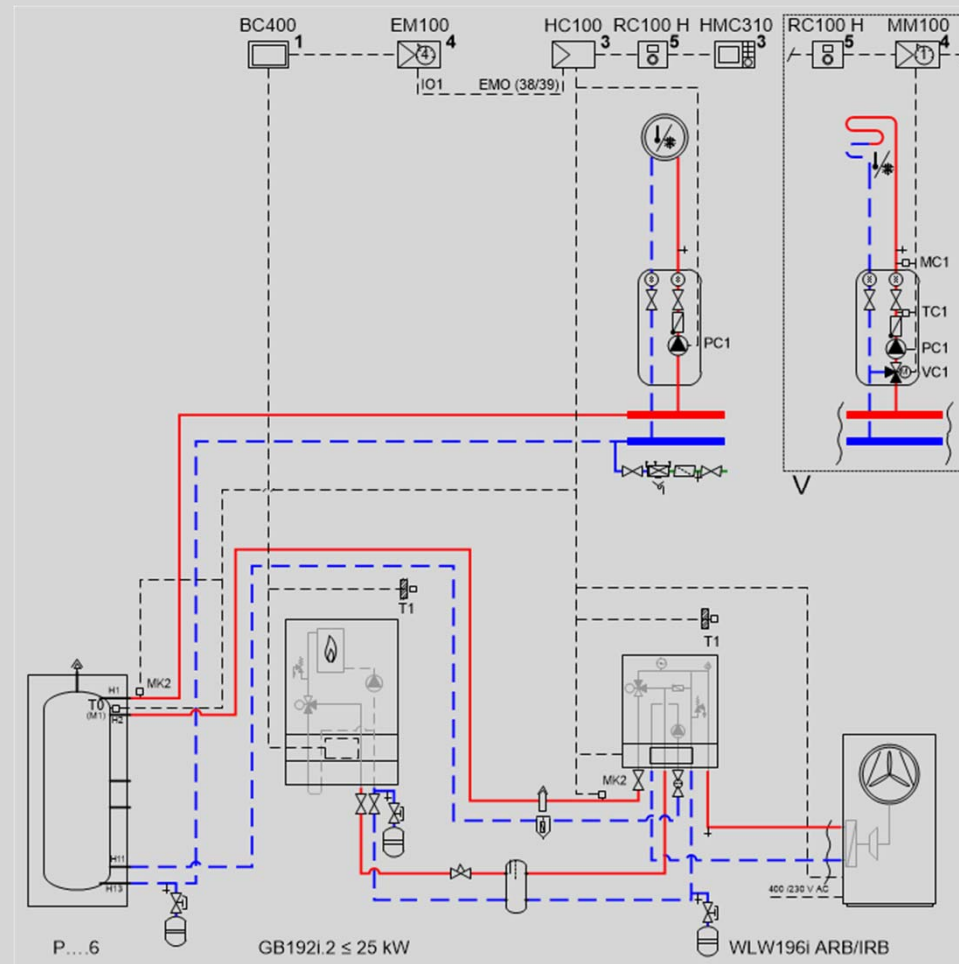 BC400 EM100 HC100 RC100 H HMC310 RC100 H MM100
1 4 4 3 5 3 5 1 4
IO1 EMO (38/39)
MC1
TC1
PC1 PC1
M VC1
V
T1
T1
MK2
H1
T0
(M1) H2
MK2
H11
H13
400 /230 V AC
P....6 GB192i.2 ≤ 25 kW WLW196i ARB/IRB